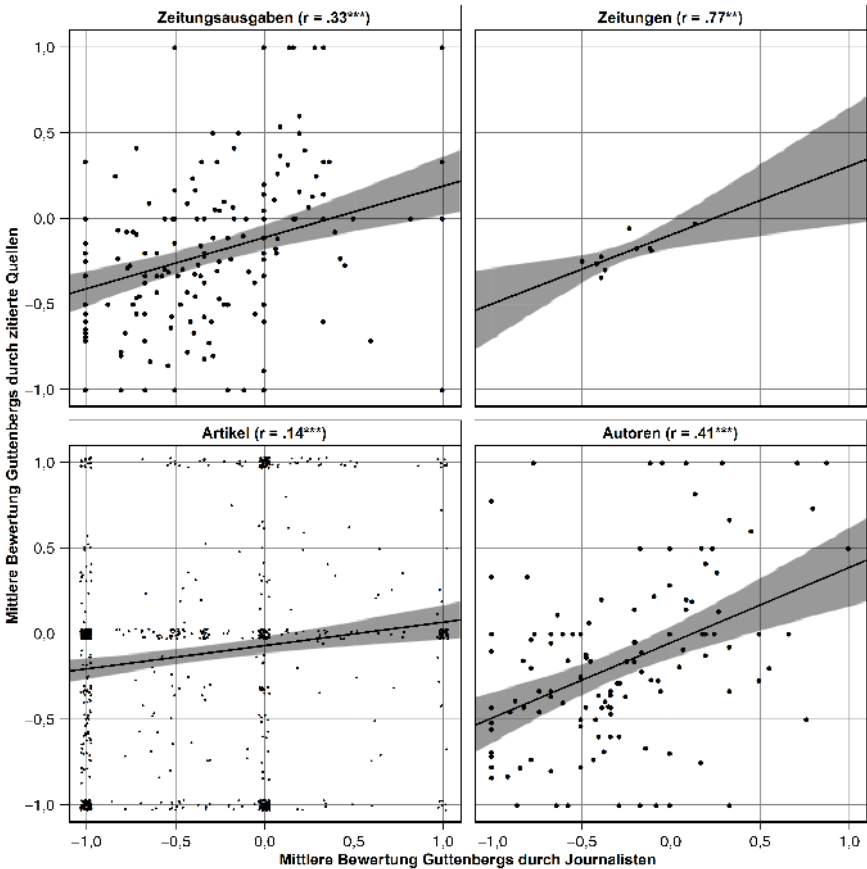 Zeitungsausgaben (r = .33***)
Zeitungen (r = .77**)
1,0
0,5
0,0
−0,5
−1,0
Artikel (r = .14***)
Autoren (r = .41***)
1,0
0,5
0,0
−0,5
−1,0
−1,0 −0,5 0,0 0,5 1,0
−1,0 −0,5 0,0 0,5 1,0
Mittlere Bewertung Guttenbergs durch Journalisten
Mittlere Bewertung Guttenbergs durch zitierte Quellen